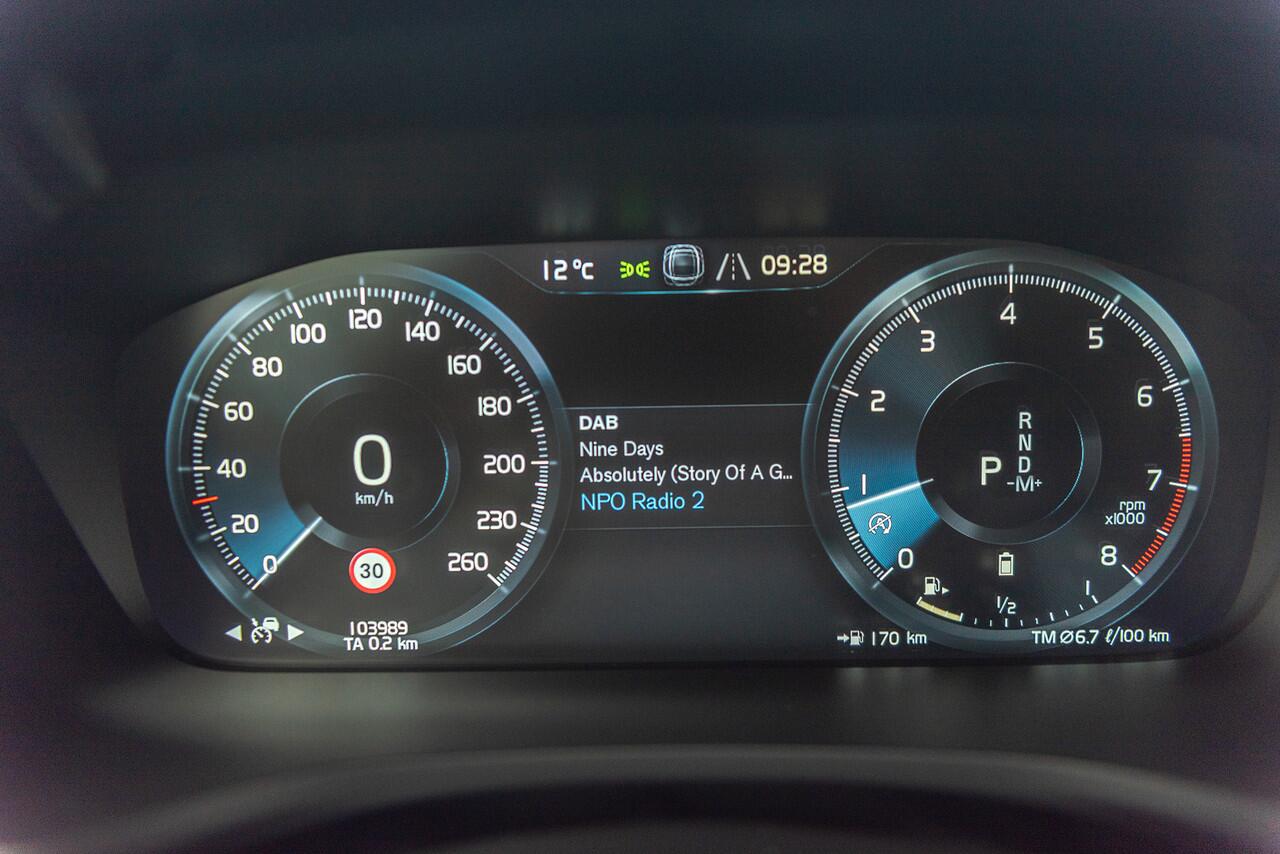 12°C
09:28
0
20
40
60
80
100
120
140
160
180
200
230
260
0
km/h
30
103989
TA 0.2 km
DAB
Nine Days
Absolutely (Story Of A G...
NPO Radio 2
0
1
2
3
4
5
6
7
8
R
N
P D
-M+
rpm
x1000
1/2
1
170 km
TM Ø6.7 ℓ/100 km